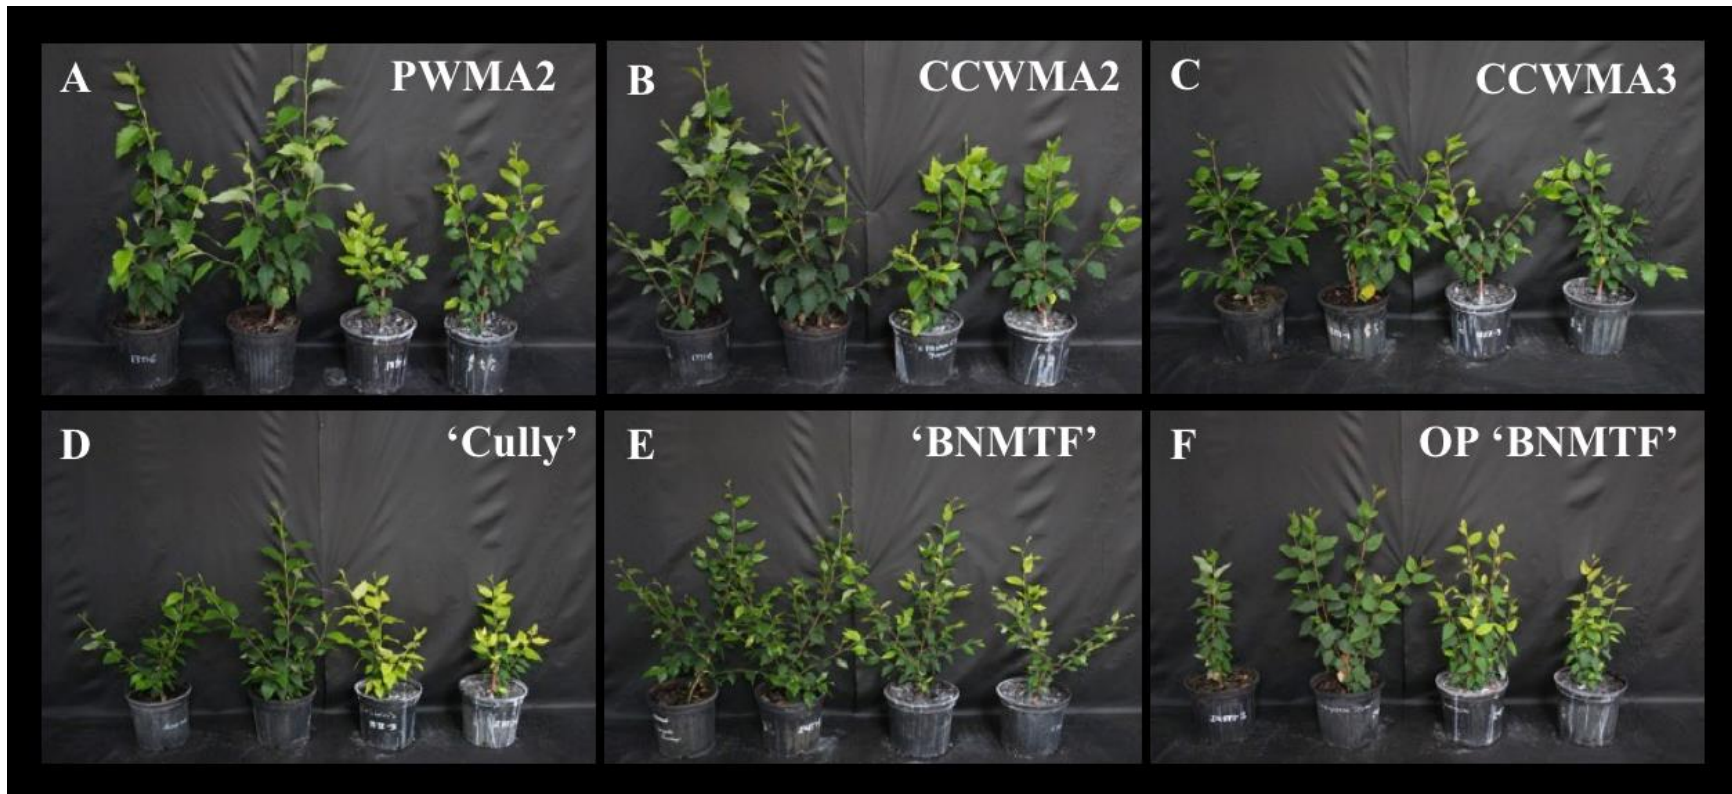 A PWMA2
B CCWMA2
C CCWMA3
D ‘Cully’
E ‘BNMTF’
F OP ‘BNMTF’